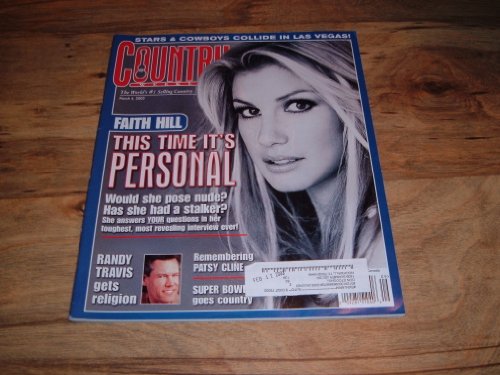 STARS & COWBOYS COLLIDE IN LAS VEGAS!
COUNTRY
The World's #1 Selling Country
FAITH HILL
THIS TIME IT'S
PERSONAL
Would she pose nude?
Has she had a stalker?
She answers YOUR questions in her
toughest, most revealing interview ever!
RANDY
TRAVIS
gets
religion
Remembering
PATSY CLINE
SUPER BOWL
goes country